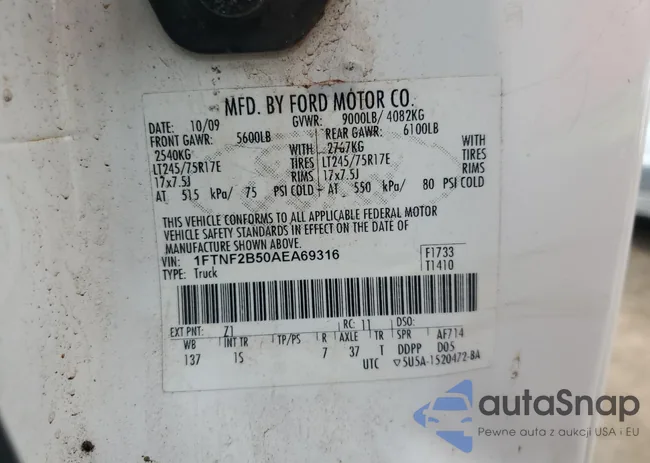 MFD. BY FORD MOTOR CO.
DATE: 10/09 GVWR: 9000LB/ 4082KG
FRONT GAWR: 5600LB REAR GAWR: 6100LB
2540KG WITH 2767KG WITH
LT245/75R17E TIRES LT245/75R17E TIRES
17x7.5J RIMS 17x7.5J RIMS
AT 515 kPa/ 75 PSI COLD AT 550 kPa/ 80 PSI COLD
THIS VEHICLE CONFORMS TO ALL APPLICABLE FEDERAL MOTOR
VEHICLE SAFETY STANDARDS IN EFFECT ON THE DATE OF
MANUFACTURE SHOWN ABOVE.
VIN: 1FTNF2B50AEA69316 F1733
TYPE: Truck T1410
EXT PNT: Z1 RC: 11 DSO:
WB INT TR TP/PS R AXLE TR SPR AF714
137 1S 7 37 T DDPP D05
UTC ▽5U5A-1520472-BA
autoSnap
Pewne auta z aukcji USA i EU